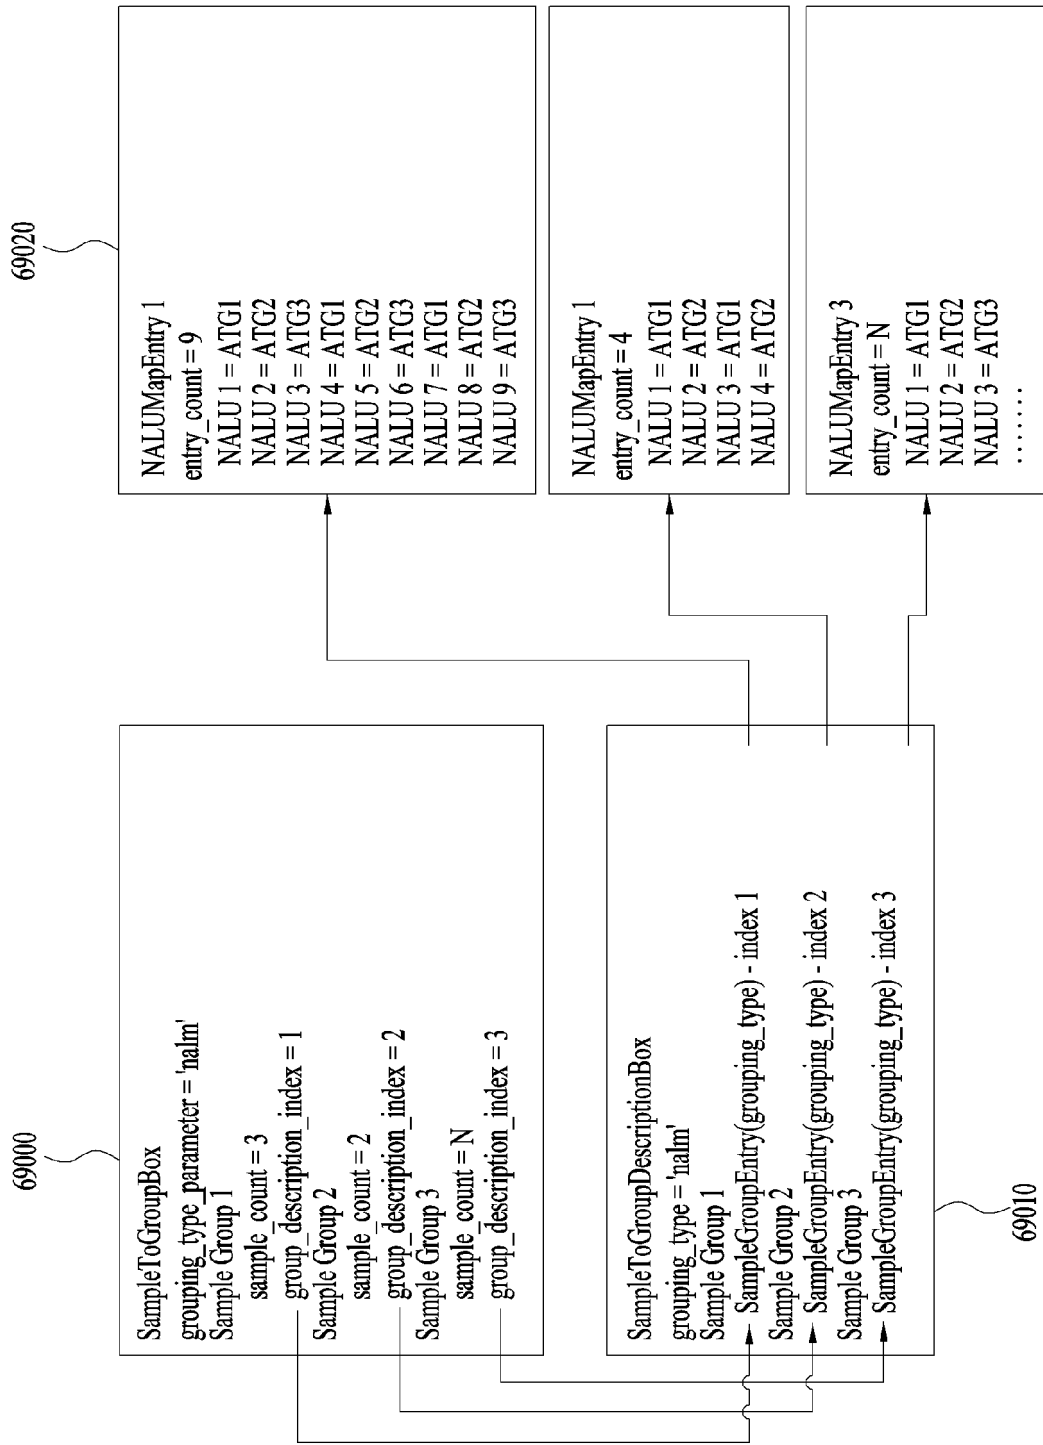 69000
SampleToGroupBox
grouping_type_parameter = 'nalm'
Sample Group 1
sample_count = 3
group_description_index = 1
Sample Group 2
sample_count = 2
group_description_index = 2
Sample Group 3
sample_count = N
group_description_index = 3
SampleToGroupDescriptionBox
grouping_type = 'nalm'
Sample Group 1
SampleGroupEntry(grouping_type) - index 1
Sample Group 2
SampleGroupEntry(grouping_type) - index 2
Sample Group 3
SampleGroupEntry(grouping_type) - index 3
69010
69020
NALUMapEntry 1
entry_count = 9
NALU 1 = ATG1
NALU 2 = ATG2
NALU 3 = ATG3
NALU 4 = ATG1
NALU 5 = ATG2
NALU 6 = ATG3
NALU 7 = ATG1
NALU 8 = ATG2
NALU 9 = ATG3
NALUMapEntry 1
entry_count = 4
NALU 1 = ATG1
NALU 2 = ATG2
NALU 3 = ATG1
NALU 4 = ATG2
NALUMapEntry 3
entry_count = N
NALU 1 = ATG1
NALU 2 = ATG2
NALU 3 = ATG3
........